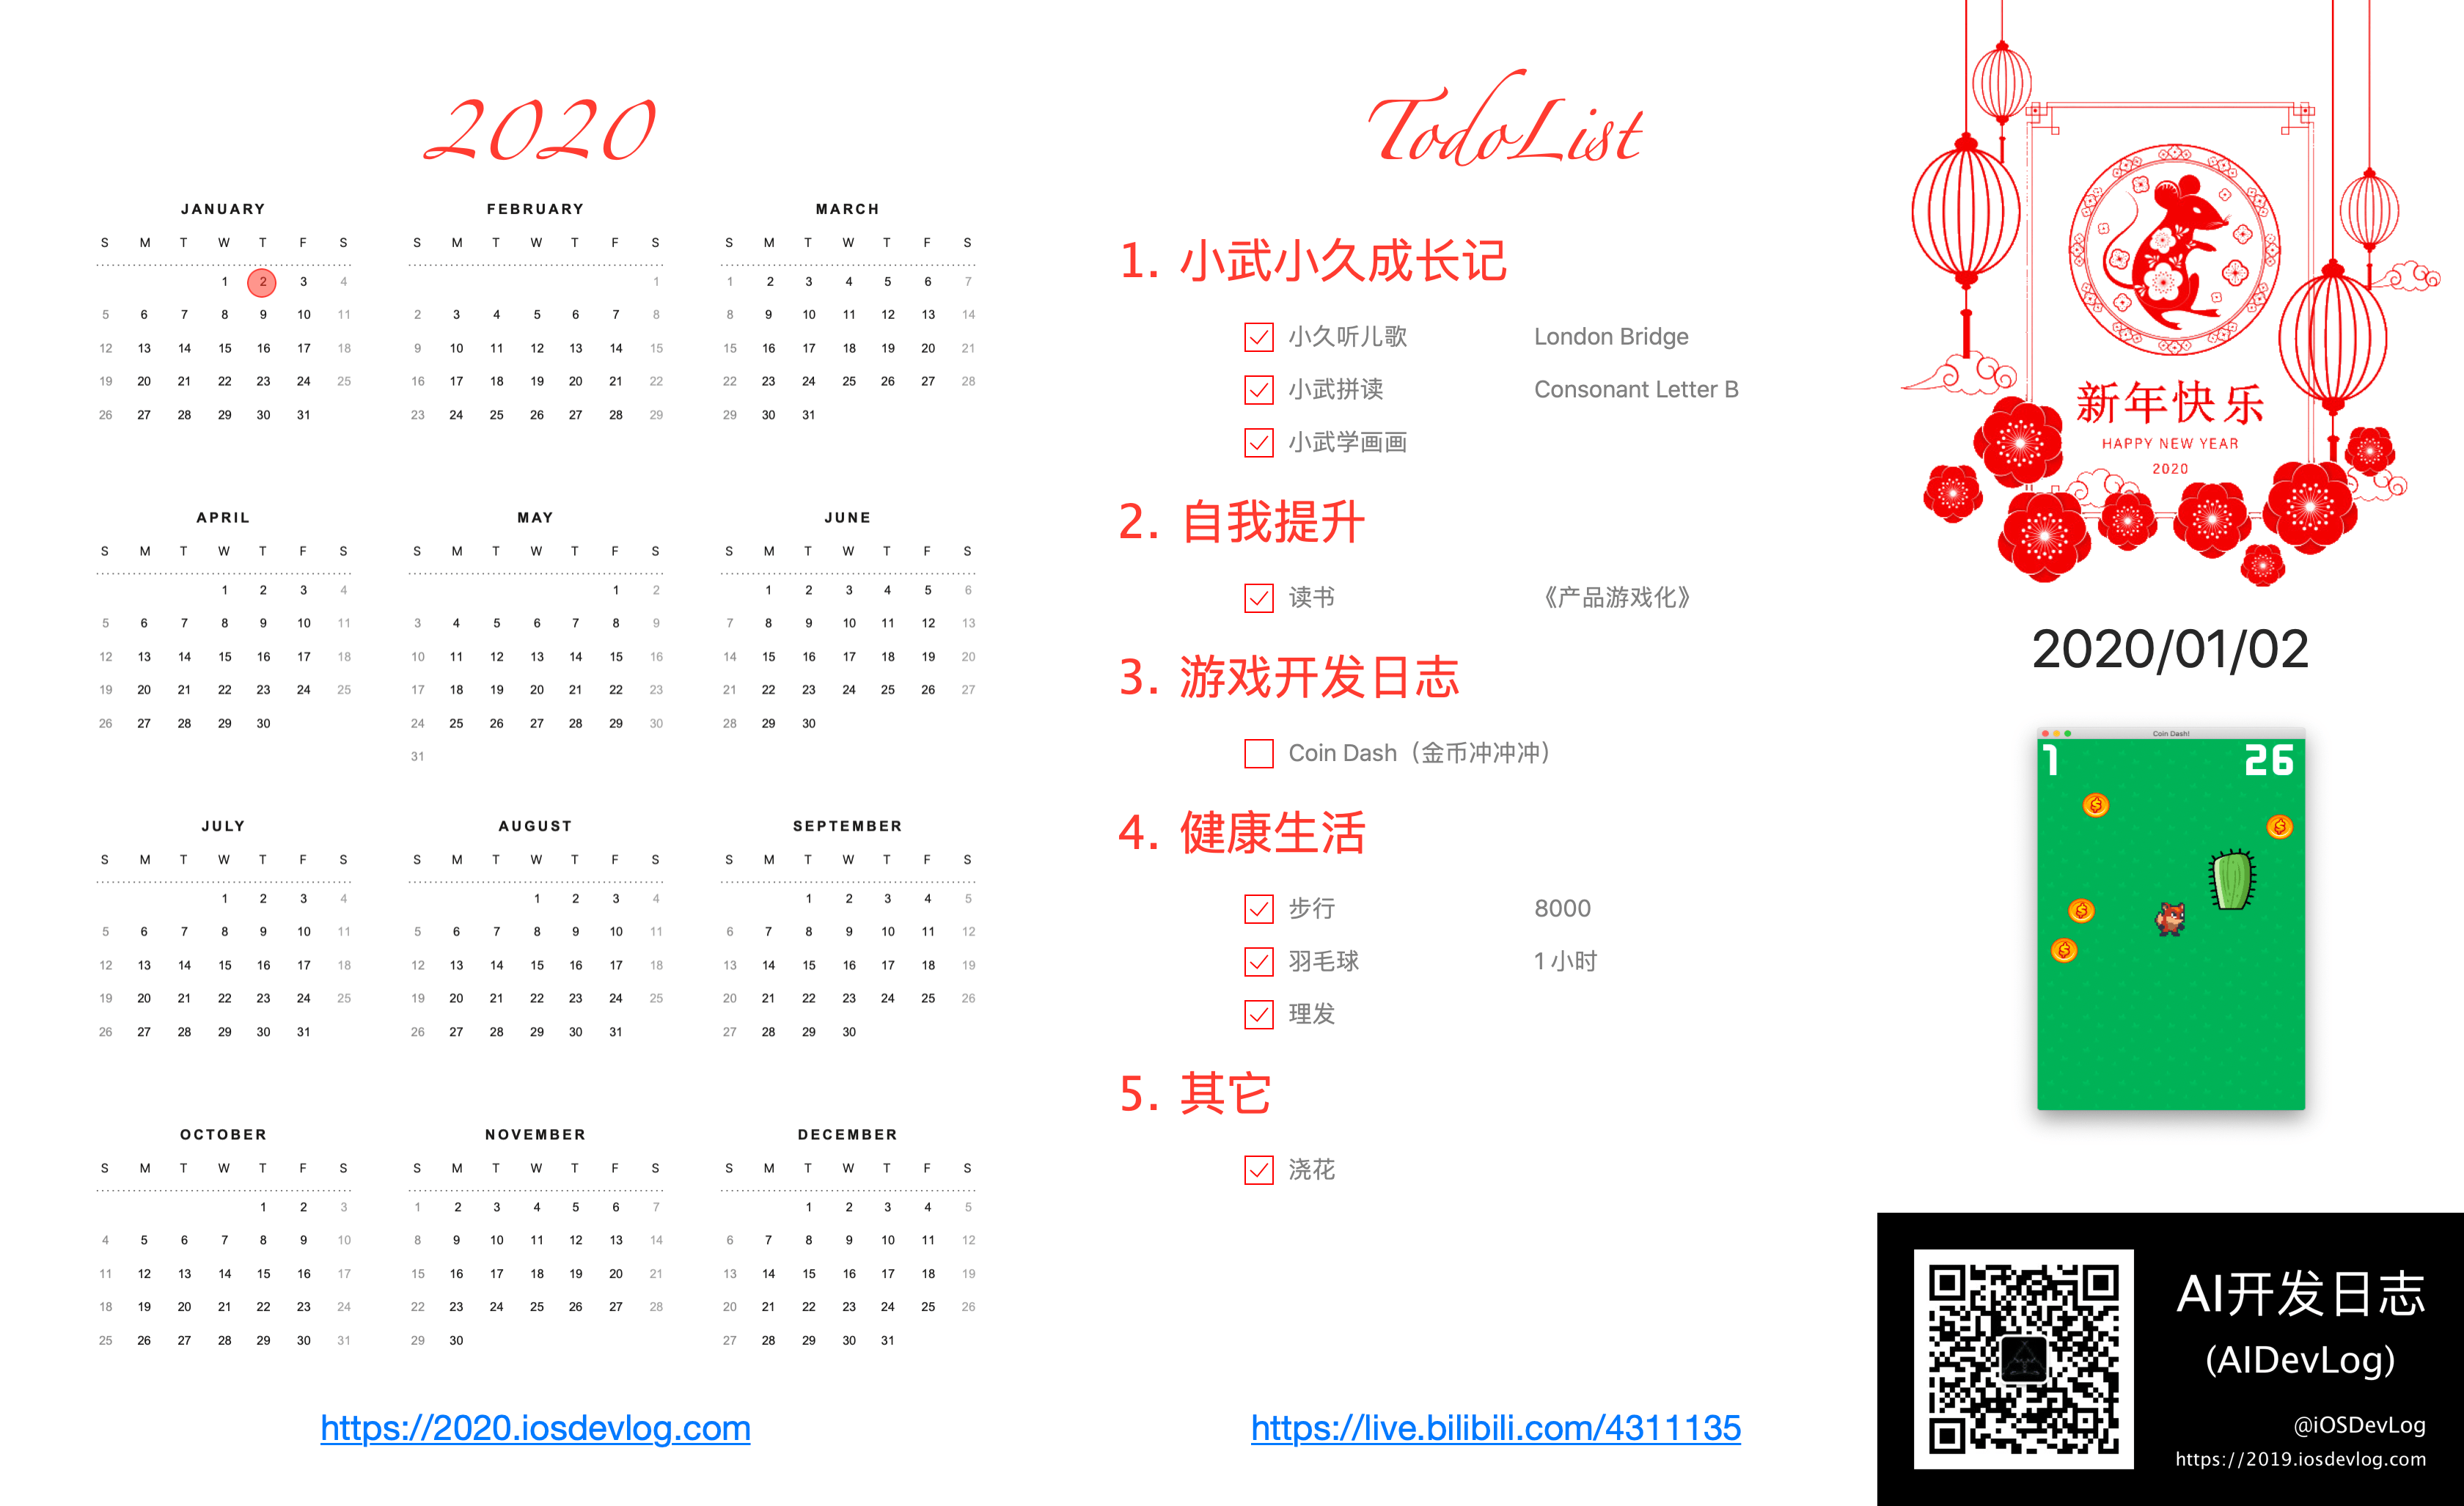 2020
JANUARY
S M T W T F S
1 2 3 4
5 6 7 8 9 10 11
12 13 14 15 16 17 18
19 20 21 22 23 24 25
26 27 28 29 30 31
FEBRUARY
S M T W T F S
1
2 3 4 5 6 7 8
9 10 11 12 13 14 15
16 17 18 19 20 21 22
23 24 25 26 27 28 29
MARCH
S M T W T F S
1 2 3 4 5 6 7
8 9 10 11 12 13 14
15 16 17 18 19 20 21
22 23 24 25 26 27 28
29 30 31
APRIL
S M T W T F S
1 2 3 4
5 6 7 8 9 10 11
12 13 14 15 16 17 18
19 20 21 22 23 24 25
26 27 28 29 30
MAY
S M T W T F S
1 2
3 4 5 6 7 8 9
10 11 12 13 14 15 16
17 18 19 20 21 22 23
24 25 26 27 28 29 30
31
JUNE
S M T W T F S
1 2 3 4 5 6
7 8 9 10 11 12 13
14 15 16 17 18 19 20
21 22 23 24 25 26 27
28 29 30
JULY
S M T W T F S
1 2 3 4
5 6 7 8 9 10 11
12 13 14 15 16 17 18
19 20 21 22 23 24 25
26 27 28 29 30 31
AUGUST
S M T W T F S
1 2 3 4
5 6 7 8 9 10 11
12 13 14 15 16 17 18
19 20 21 22 23 24 25
26 27 28 29 30 31
SEPTEMBER
S M T W T F S
1 2 3 4 5
6 7 8 9 10 11 12
13 14 15 16 17 18 19
20 21 22 23 24 25 26
27 28 29 30
OCTOBER
S M T W T F S
1 2 3
4 5 6 7 8 9 10
11 12 13 14 15 16 17
18 19 20 21 22 23 24
25 26 27 28 29 30 31
NOVEMBER
S M T W T F S
1 2 3 4 5 6 7
8 9 10 11 12 13 14
15 16 17 18 19 20 21
22 23 24 25 26 27 28
29 30
DECEMBER
S M T W T F S
1 2 3 4 5
6 7 8 9 10 11 12
13 14 15 16 17 18 19
20 21 22 23 24 25 26
27 28 29 30 31
https://2020.iosdevlog.com
TodoList
1. 小武小久成长记
小久听儿歌 London Bridge
小武拼读 Consonant Letter B
小武学画画
2. 自我提升
读书 《产品游戏化》
3. 游戏开发日志
Coin Dash（金币冲冲冲）
4. 健康生活
步行 8000
羽毛球 1 小时
理发
5. 其它
浇花
https://live.bilibili.com/4311135
新年快乐
HAPPY NEW YEAR
2020
2020/01/02
Coin Dash!
1 26
AI开发日志
(AIDevLog)
@iOSDevLog
https://2019.iosdevlog.com